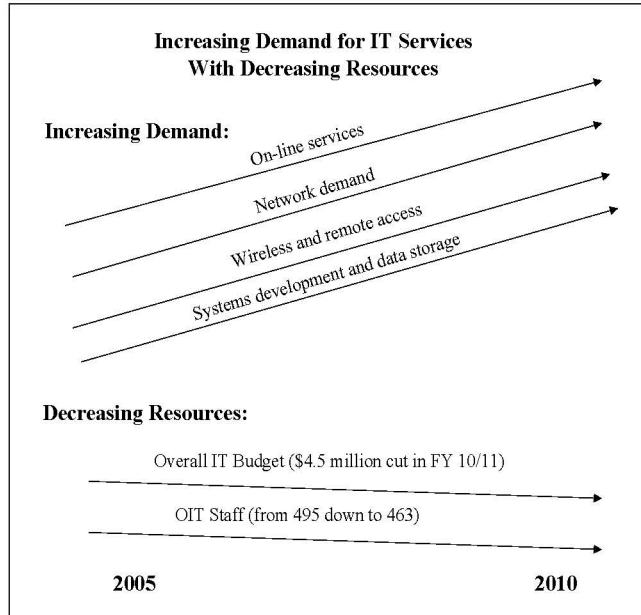 Increasing Demand for IT Services
With Decreasing Resources
Increasing Demand:
On-line services
Network demand
Wireless and remote access
Systems development and data storage
Decreasing Resources:
Overall IT Budget ($4.5 million cut in FY 10/11)
OIT Staff (from 495 down to 463)
2005 2010